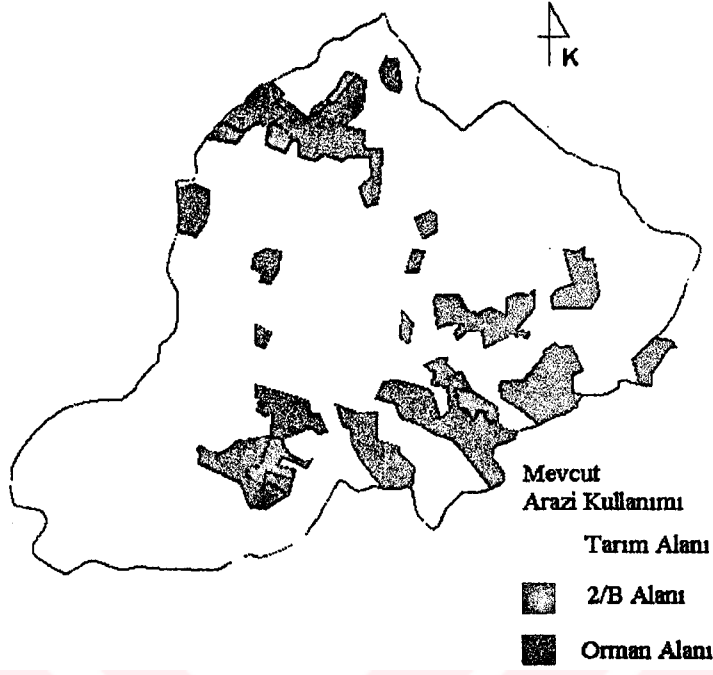 K
Mevcut
Arazi Kullanımı
Tarım Alanı
2/B Alanı
Orman Alanı